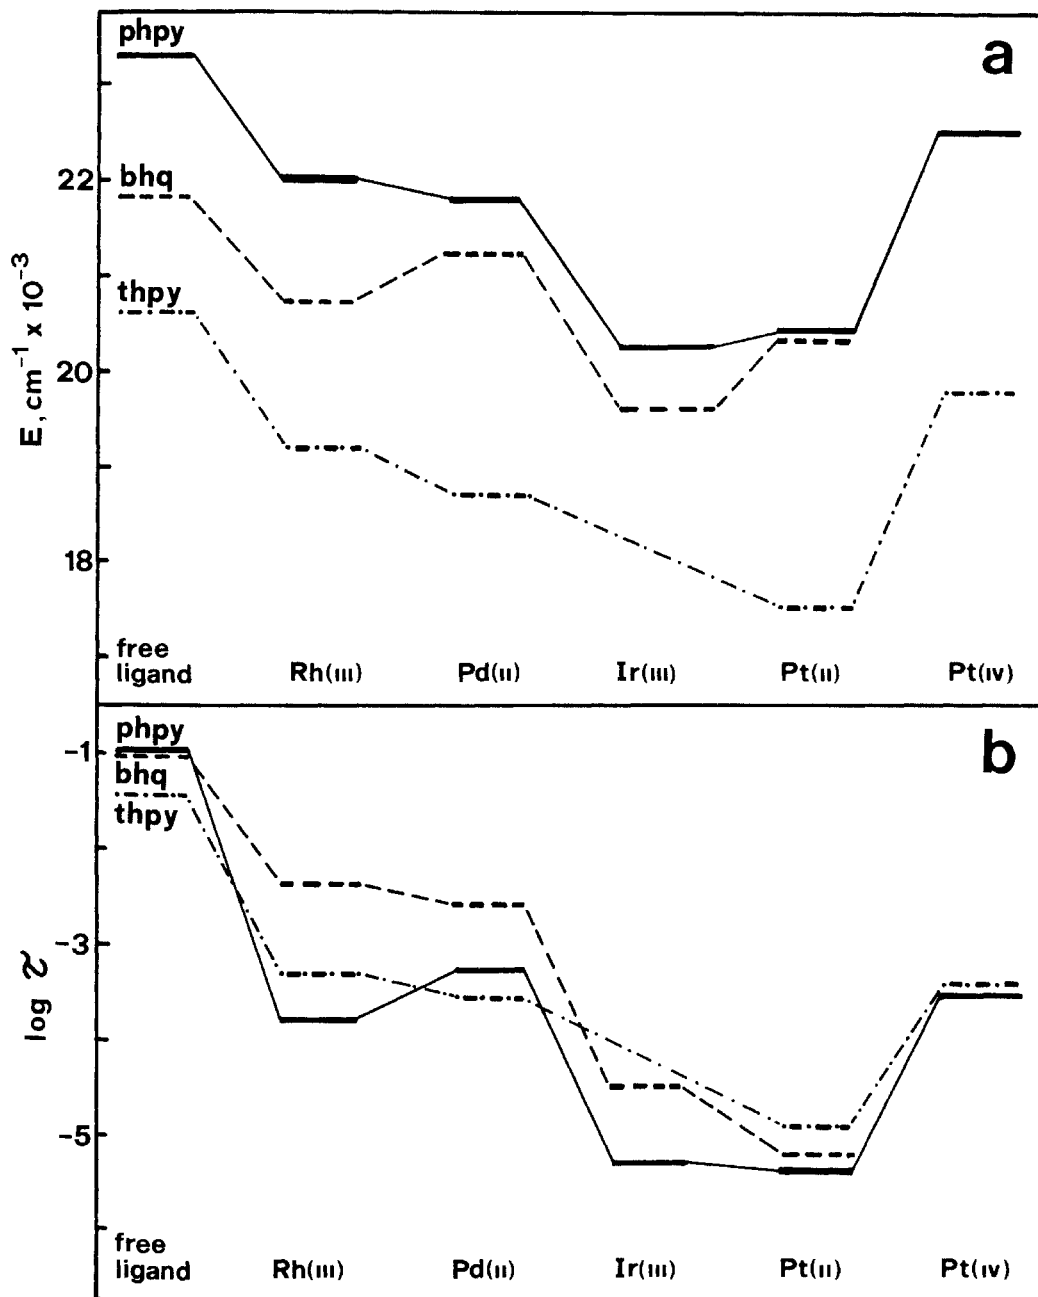 phpy
a
22
bhq
thpy
E, cm⁻¹ x 10⁻³
20
18
free
ligand
Rh(III)
Pd(II)
Ir(III)
Pt(II)
Pt(IV)
phpy
-1
b
bhq
thpy
-3
log τ
-5
free
ligand
Rh(III)
Pd(II)
Ir(III)
Pt(II)
Pt(IV)